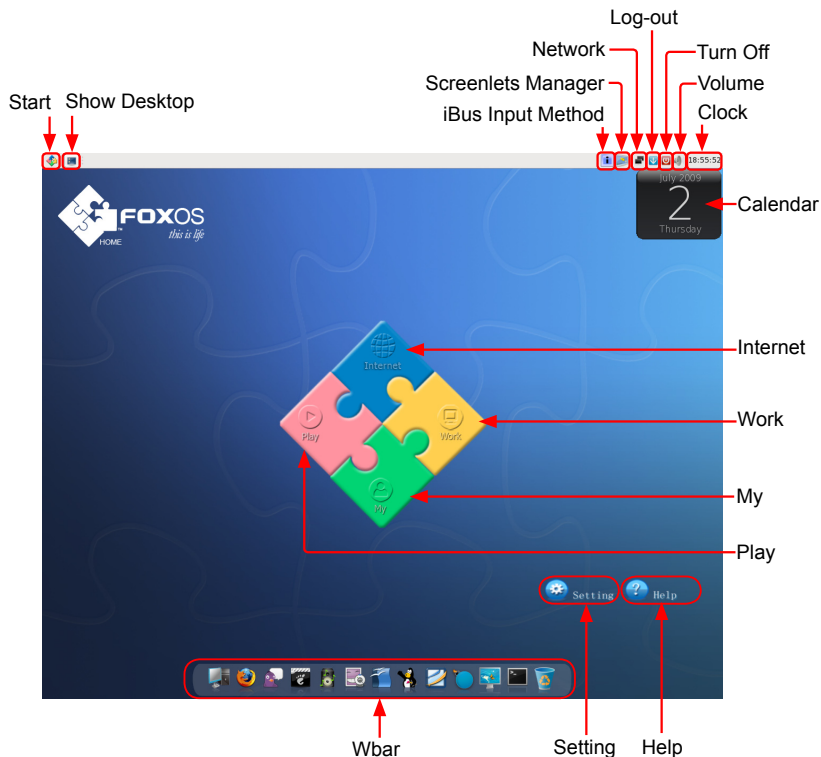 Log-out
Network
Turn Off
Screenlets Manager
Volume
Start
Show Desktop
iBus Input Method
Clock
18:55:52
July 2009
2
Thursday
Calendar
FOXOS
™
HOME
this is life
Internet
Internet
Play
Work
Work
My
My
Play
Setting
Help
Wbar
Setting
Help